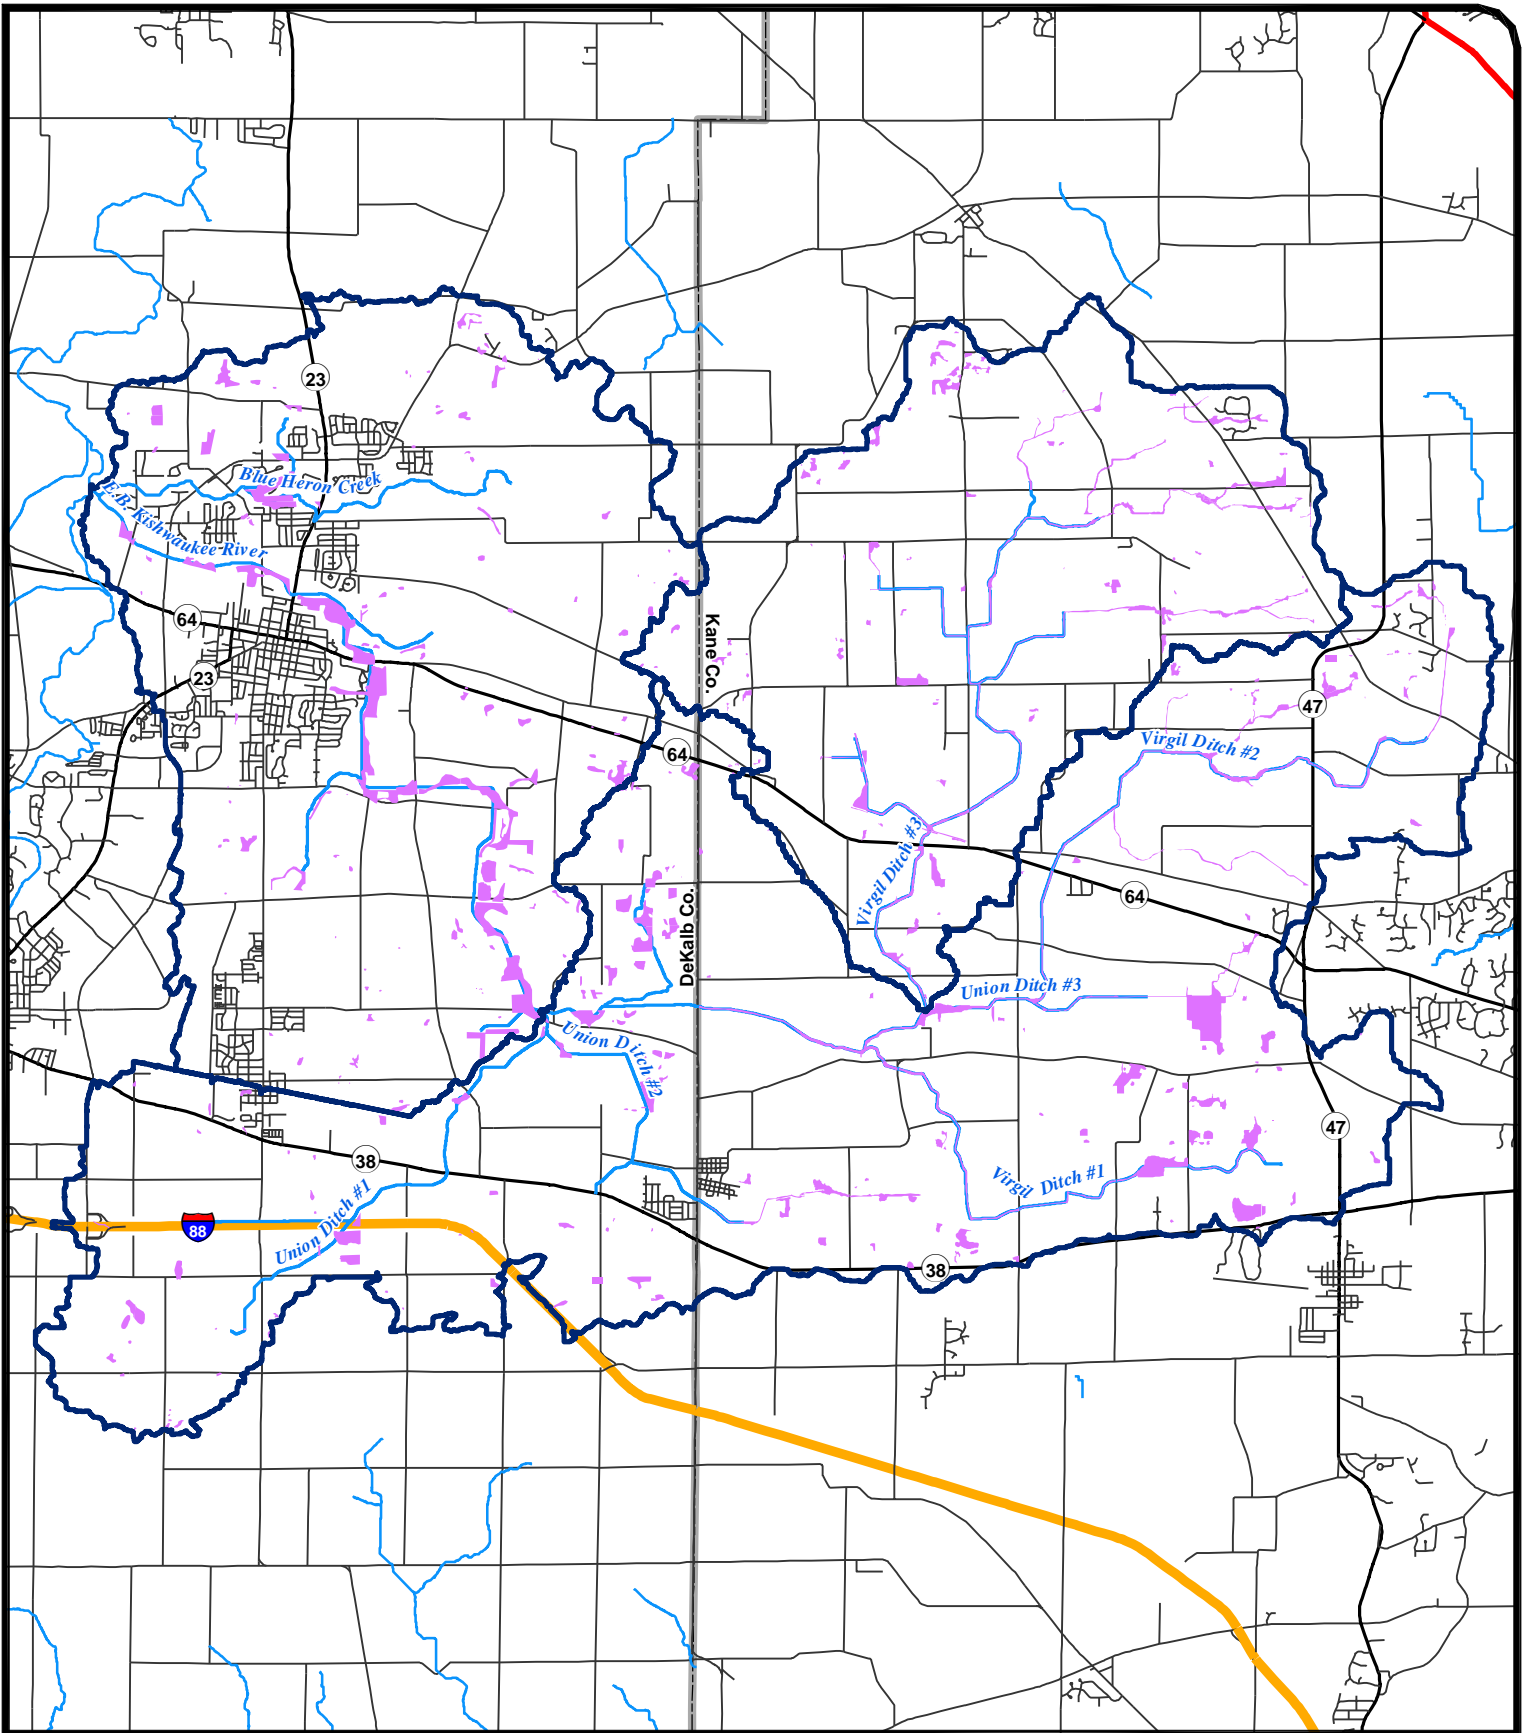 23
Blue Heron Creek
E.B. Kishwaukee River
64
23
Kane Co.
47
Virgil Ditch #2
64
Virgil Ditch #3
64
DeKalb Co.
Union Ditch #3
Union Ditch #2
47
38
Virgil Ditch #1
Union Ditch #1
88
38